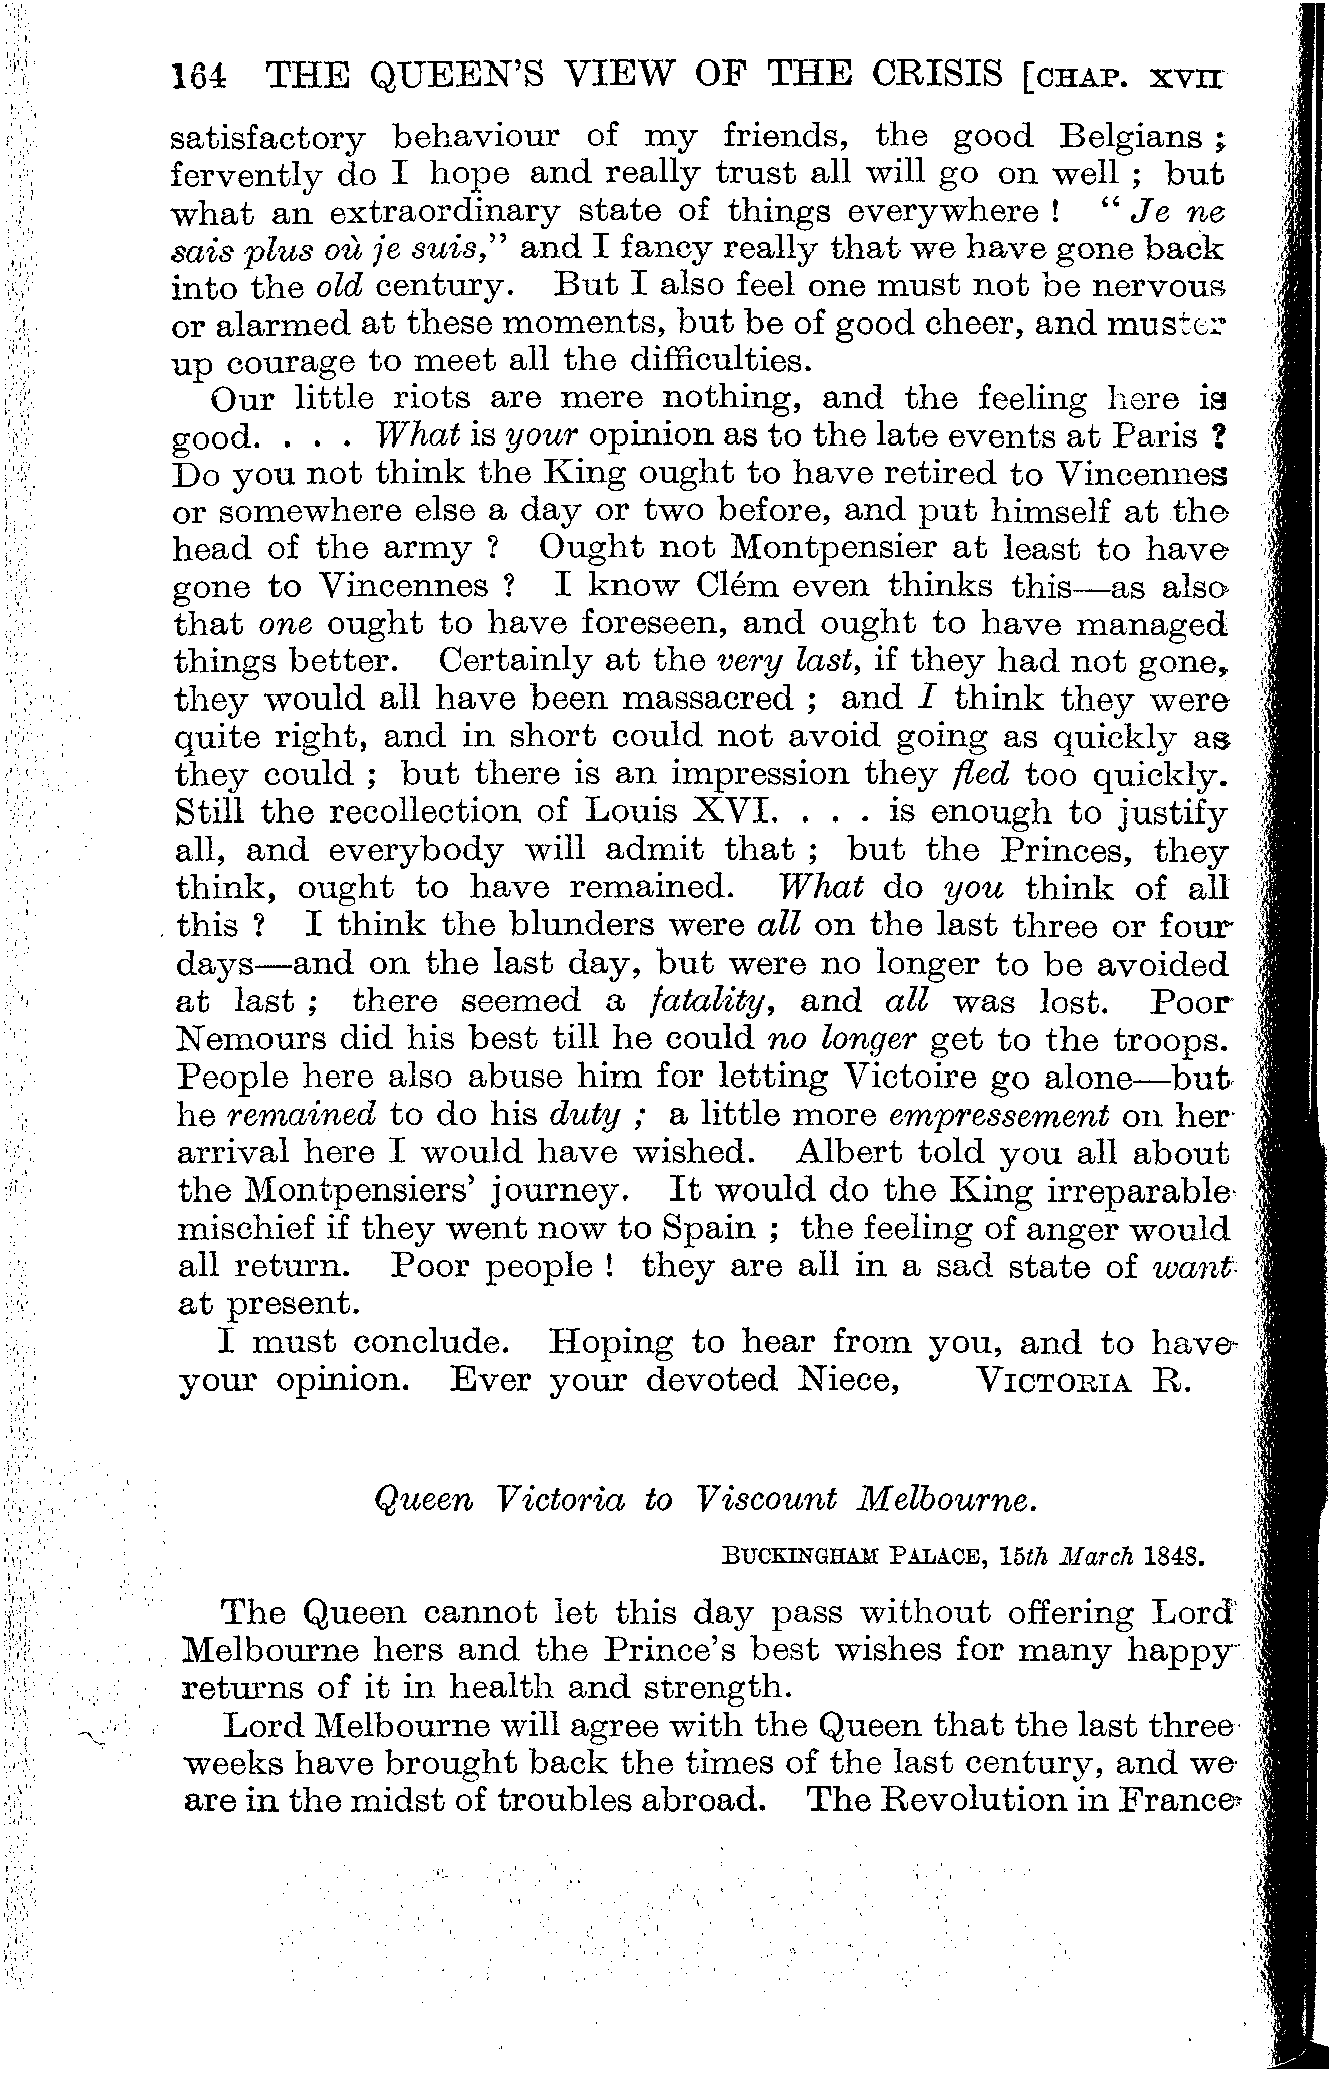 164 THE QUEEN'S VIEW OF THE CRISIS [CHAP. XVII
satisfactory behaviour of my friends, the good Belgians ;
fervently do I hope and really trust all will go on well ; but
what an extraordinary state of things everywhere ! " Je ne
sais plus où je suis," and I fancy really that we have gone back
into the old century. But I also feel one must not be nervous
or alarmed at these moments, but be of good cheer, and muster
up courage to meet all the difficulties.
Our little riots are mere nothing, and the feeling here is
good. . . . What is your opinion as to the late events at Paris ?
Do you not think the King ought to have retired to Vincennes
or somewhere else a day or two before, and put himself at the
head of the army ? Ought not Montpensier at least to have
gone to Vincennes ? I know Clém even thinks this—as also
that one ought to have foreseen, and ought to have managed
things better. Certainly at the very last, if they had not gone,
they would all have been massacred ; and I think they were
quite right, and in short could not avoid going as quickly as
they could ; but there is an impression they fled too quickly.
Still the recollection of Louis XVI. . . . is enough to justify
all, and everybody will admit that ; but the Princes, they
think, ought to have remained. What do you think of all
this ? I think the blunders were all on the last three or four
days—and on the last day, but were no longer to be avoided
at last ; there seemed a fatality, and all was lost. Poor
Nemours did his best till he could no longer get to the troops.
People here also abuse him for letting Victoire go alone—but
he remained to do his duty ; a little more empressement on her
arrival here I would have wished. Albert told you all about
the Montpensiers' journey. It would do the King irreparable
mischief if they went now to Spain ; the feeling of anger would
all return. Poor people ! they are all in a sad state of want
at present.
I must conclude. Hoping to hear from you, and to have
your opinion. Ever your devoted Niece, VICTORIA R.
Queen Victoria to Viscount Melbourne.
BUCKINGHAM PALACE, 15th March 1848.
The Queen cannot let this day pass without offering Lord
Melbourne hers and the Prince's best wishes for many happy
returns of it in health and strength.
Lord Melbourne will agree with the Queen that the last three
weeks have brought back the times of the last century, and we
are in the midst of troubles abroad. The Revolution in France